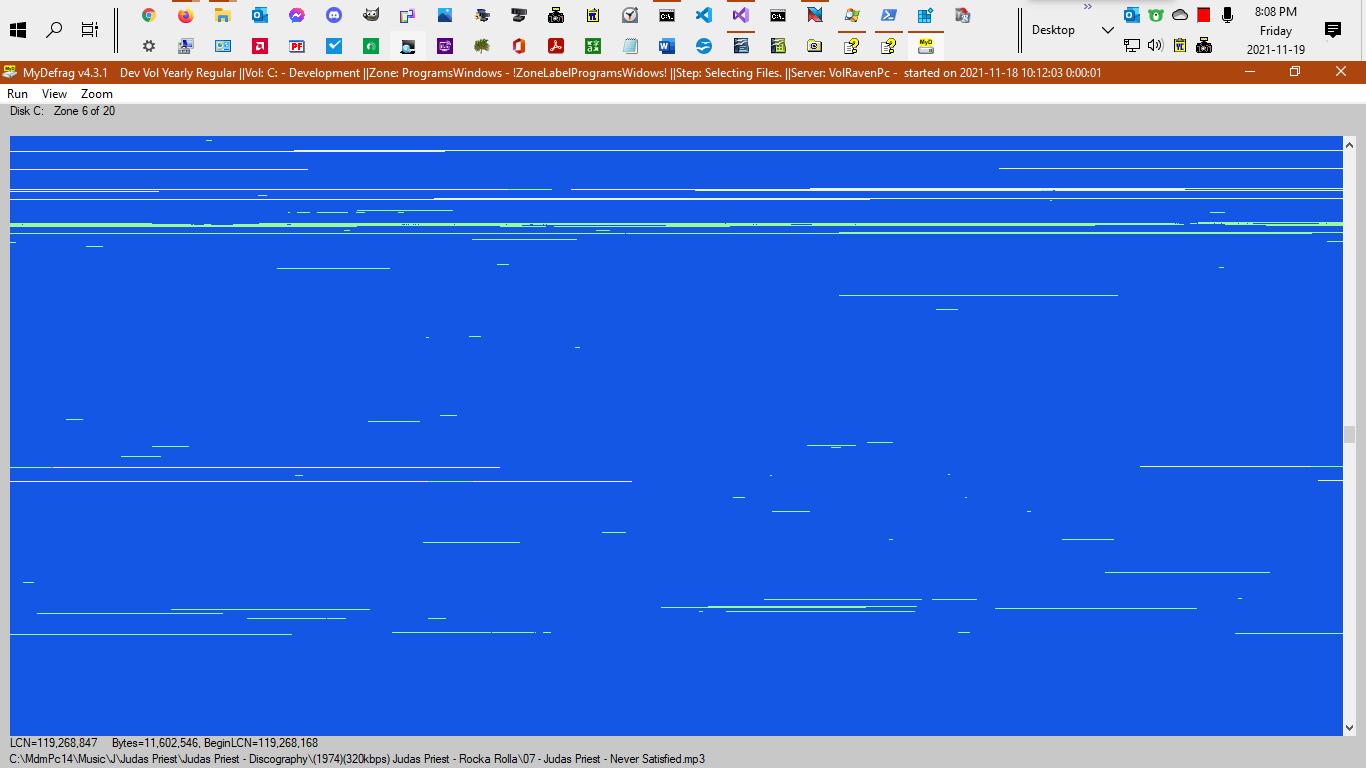 8:08 PM
Desktop
Friday
2021-11-19
MyDefrag v4.3.1 Dev Vol Yearly Regular ||Vol: C: - Development ||Zone: ProgramsWindows - !ZoneLabelProgramsWidows! ||Step: Selecting Files. ||Server: VolRavenPc - started on 2021-11-18 10:12:03 0:00:01
Run View Zoom
Disk C: Zone 6 of 20
LCN=119,268,847 Bytes=11,602,546, BeginLCN=119,268,168
C:\MdmPc14\Music\J\Judas Priest\Judas Priest - Discography\(1974)(320kbps) Judas Priest - Rocka Rolla\07 - Judas Priest - Never Satisfied.mp3